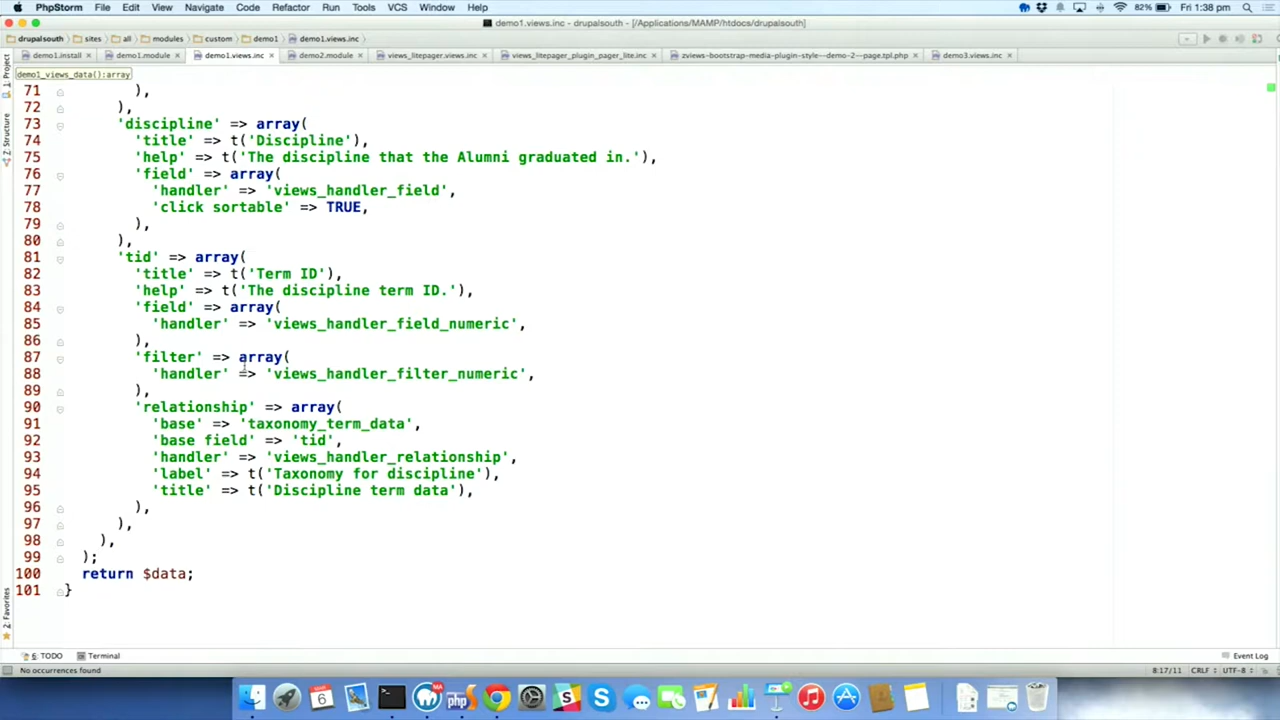 PhpStorm File Edit View Navigate Code Refactor Run Tools VCS Window Help 82% Fri 1:38 pm
demo1.views.inc - drupalsouth - [/Applications/MAMP/htdocs/drupalsouth]
drupalsouth sites all modules custom demo1 demo1.views.inc
demo1.install demo1.module demo1.views.inc demo2.module views_litepager.views.inc views_litepager_plugin_pager_lite.inc zviews-bootstrap-media-plugin-style--demo-2--page.tpl.php demo3.views.inc
demo1_views_data():array
1: Project
Z: Structure
2: Favorites
71 ),
72 ),
73 'discipline' => array(
74 'title' => t('Discipline'),
75 'help' => t('The discipline that the Alumni graduated in.'),
76 'field' => array(
77 'handler' => 'views_handler_field',
78 'click sortable' => TRUE,
79 ),
80 ),
81 'tid' => array(
82 'title' => t('Term ID'),
83 'help' => t('The discipline term ID.'),
84 'field' => array(
85 'handler' => 'views_handler_field_numeric',
86 ),
87 'filter' => array(
88 'handler' => 'views_handler_filter_numeric',
89 ),
90 'relationship' => array(
91 'base' => 'taxonomy_term_data',
92 'base field' => 'tid',
93 'handler' => 'views_handler_relationship',
94 'label' => t('Taxonomy for discipline'),
95 'title' => t('Discipline term data'),
96 ),
97 ),
98 ),
99 );
100 return $data;
101 }
6: TODO Terminal Event Log
No occurrences found 8:17/11 CRLF UTF-8